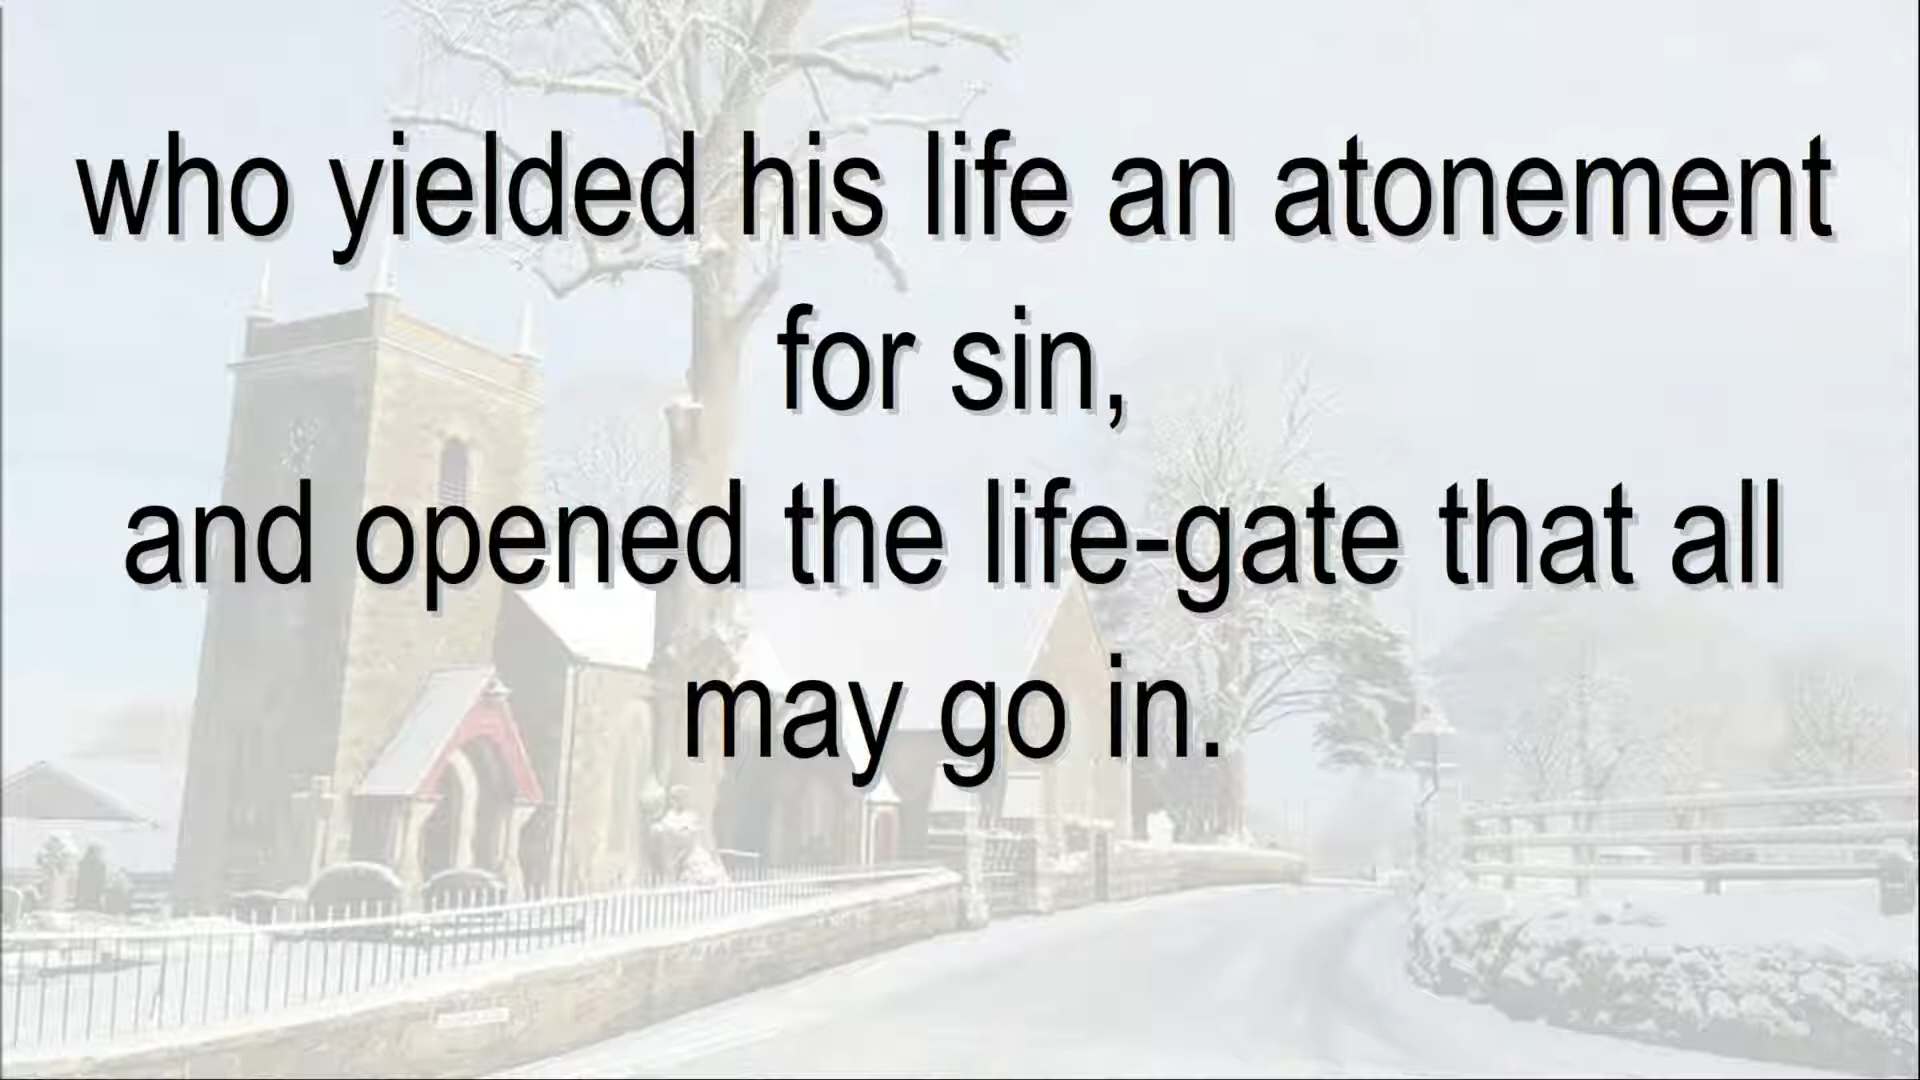 who yielded his life an atonement
for sin,
and opened the life-gate that all
may go in.